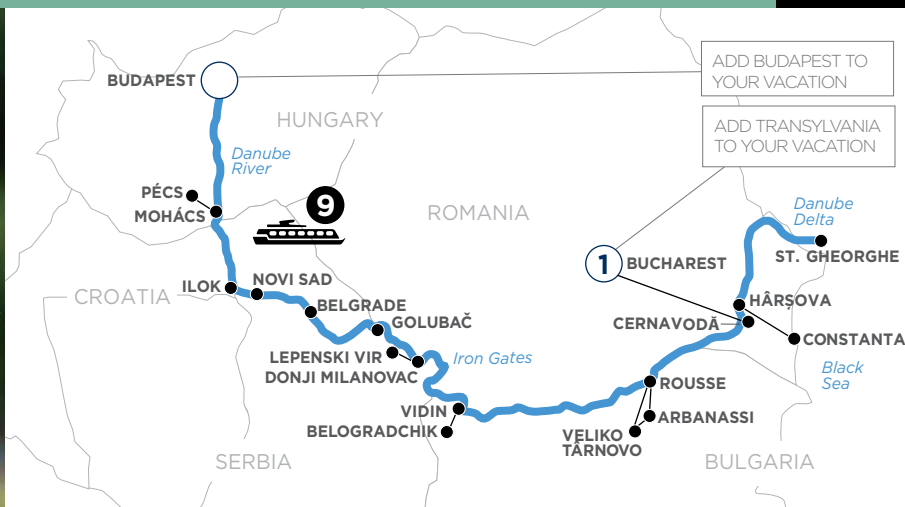 ADD BUDAPEST TO
YOUR VACATION
BUDAPEST
HUNGARY
ADD TRANSYLVANIA
TO YOUR VACATION
Danube
River
PÉCS
MOHÁCS
9
ROMANIA
Danube
Delta
ST. GHEORGHE
1
BUCHAREST
ILOK
NOVI SAD
CROATIA
BELGRADE
GOLUBAČ
HÂRȘOVA
CERNAVODĂ
CONSTANTA
LEPENSKI VIR
DONJI MILANOVAC
Iron Gates
Black
Sea
ROUSSE
VIDIN
ARBANASSI
BELOGRADCHIK
VELIKO
TÂRNOVO
SERBIA
BULGARIA